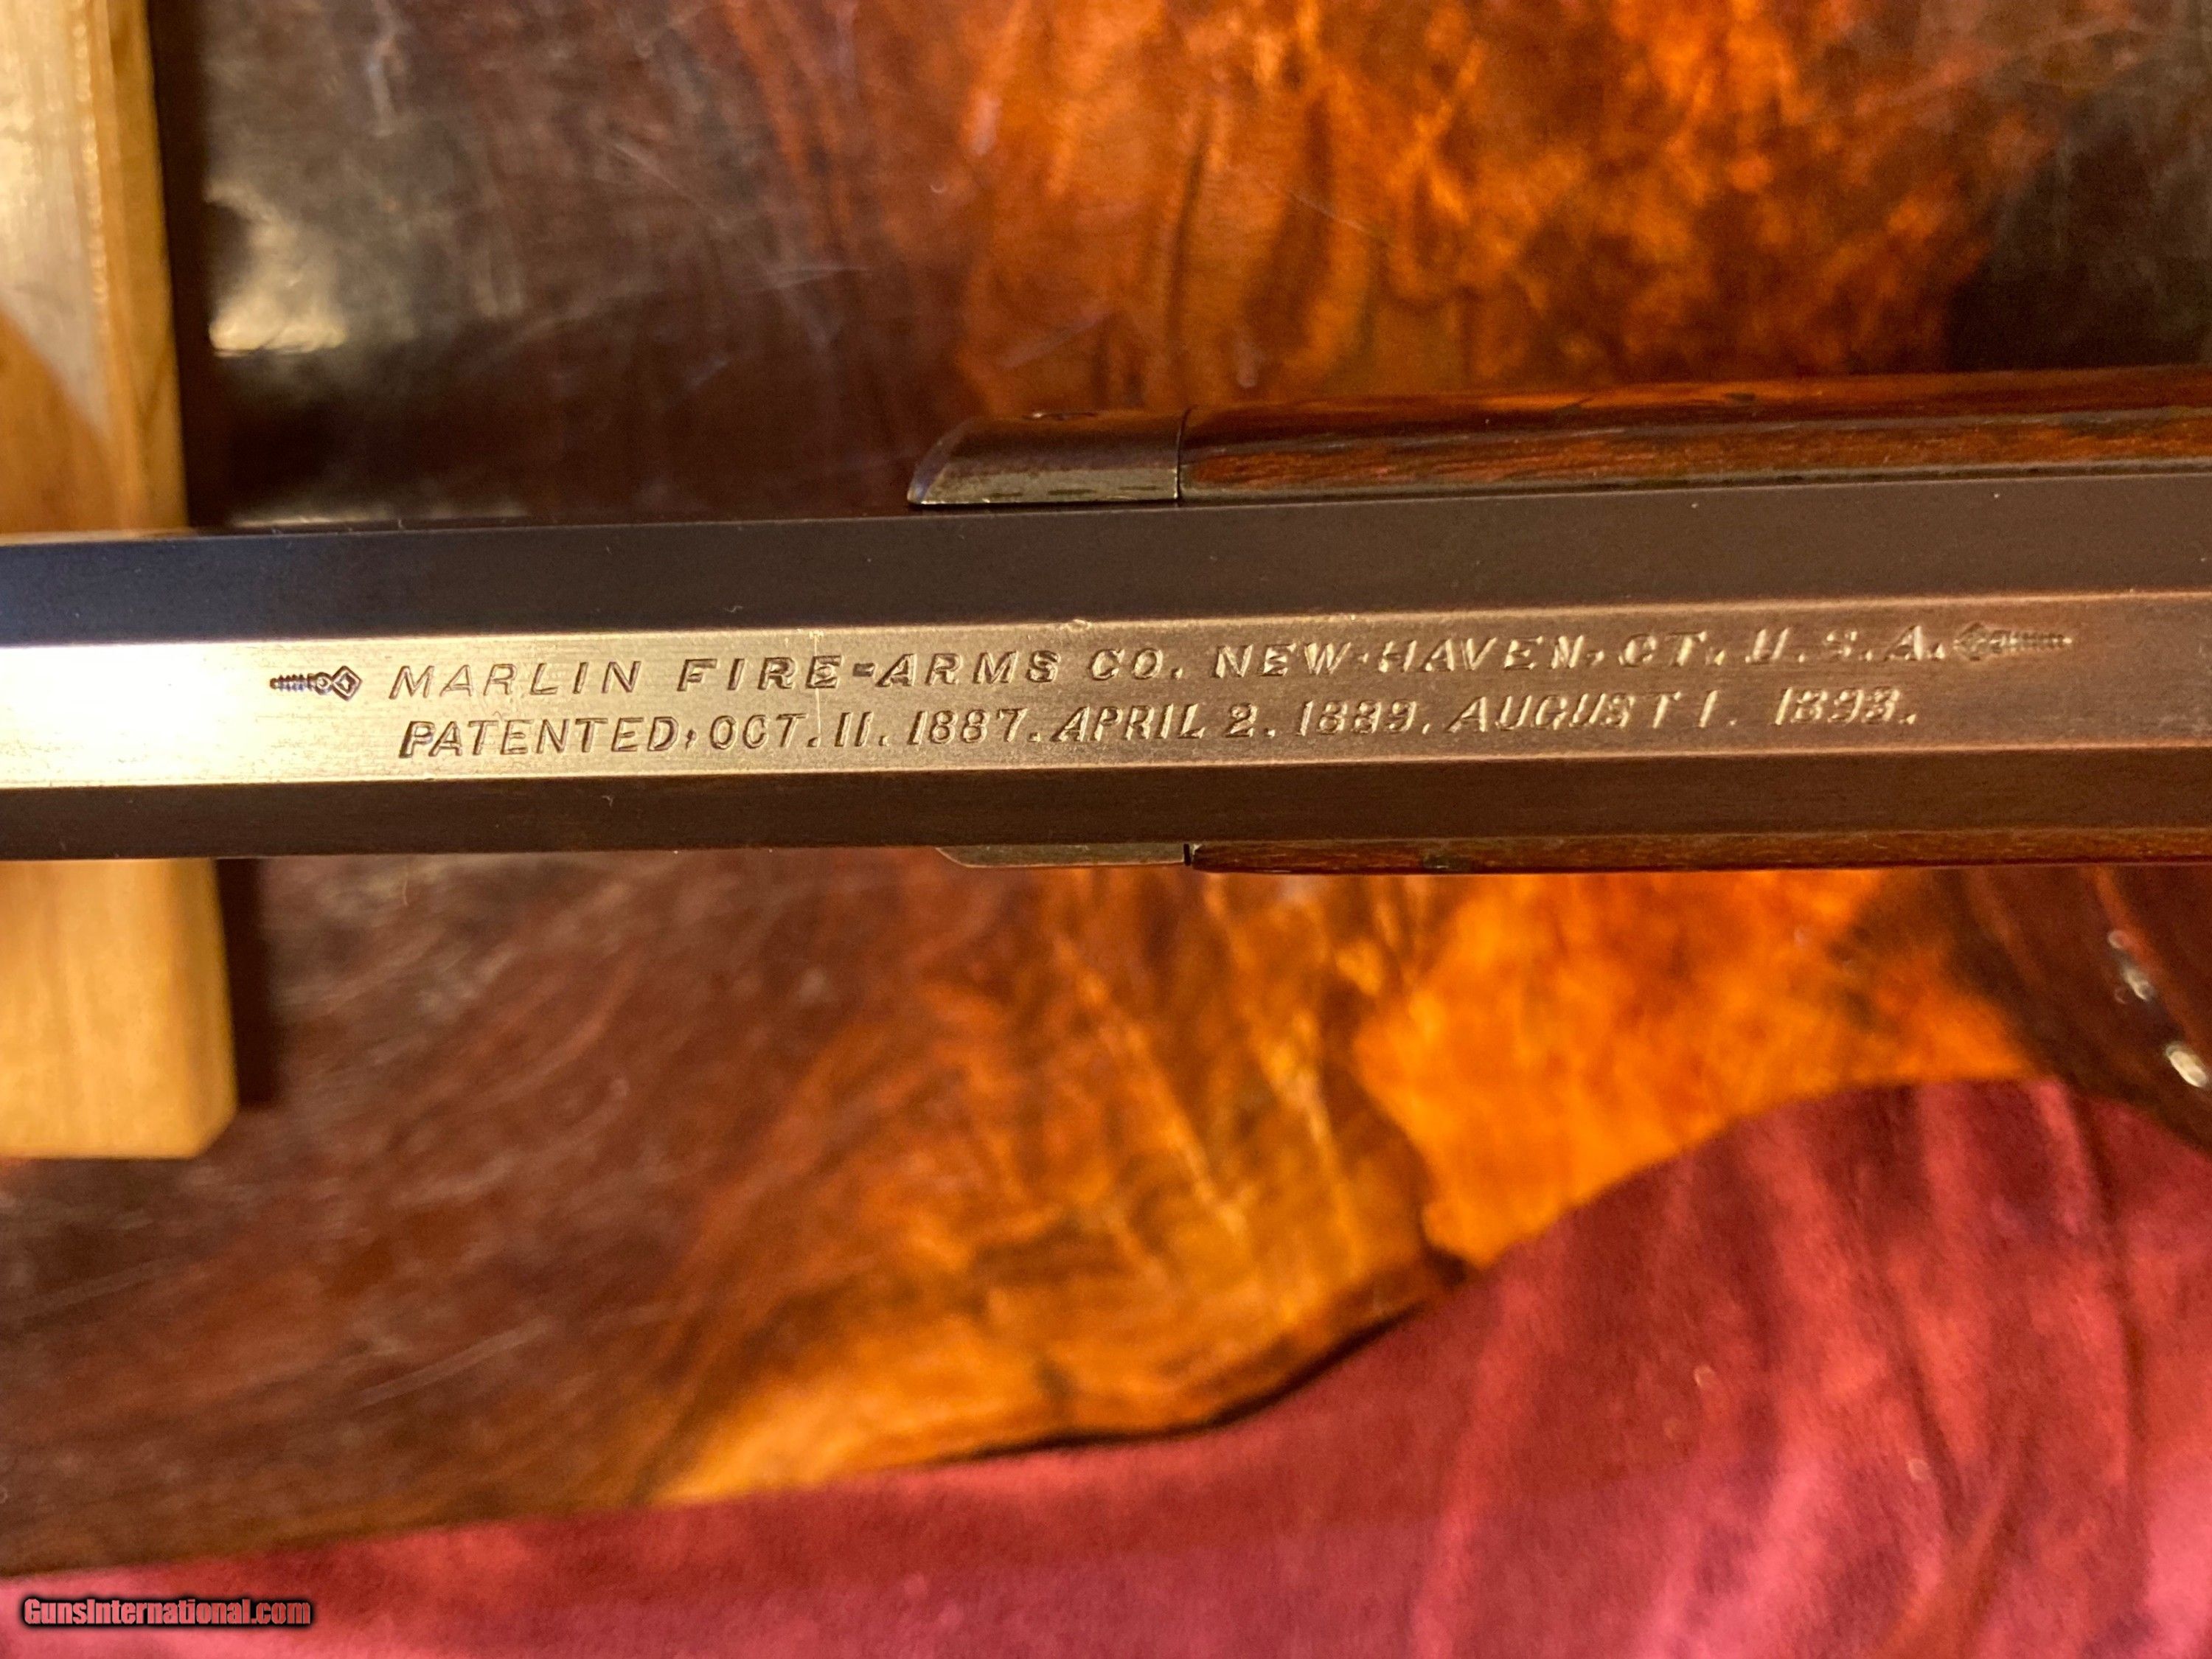 MARLIN FIRE-ARMS CO. NEW-HAVEN, CT. U.S.A.
PATENTED, OCT. 11. 1887. APRIL 2. 1889. AUGUST 1. 1893.
GunsInternational.com